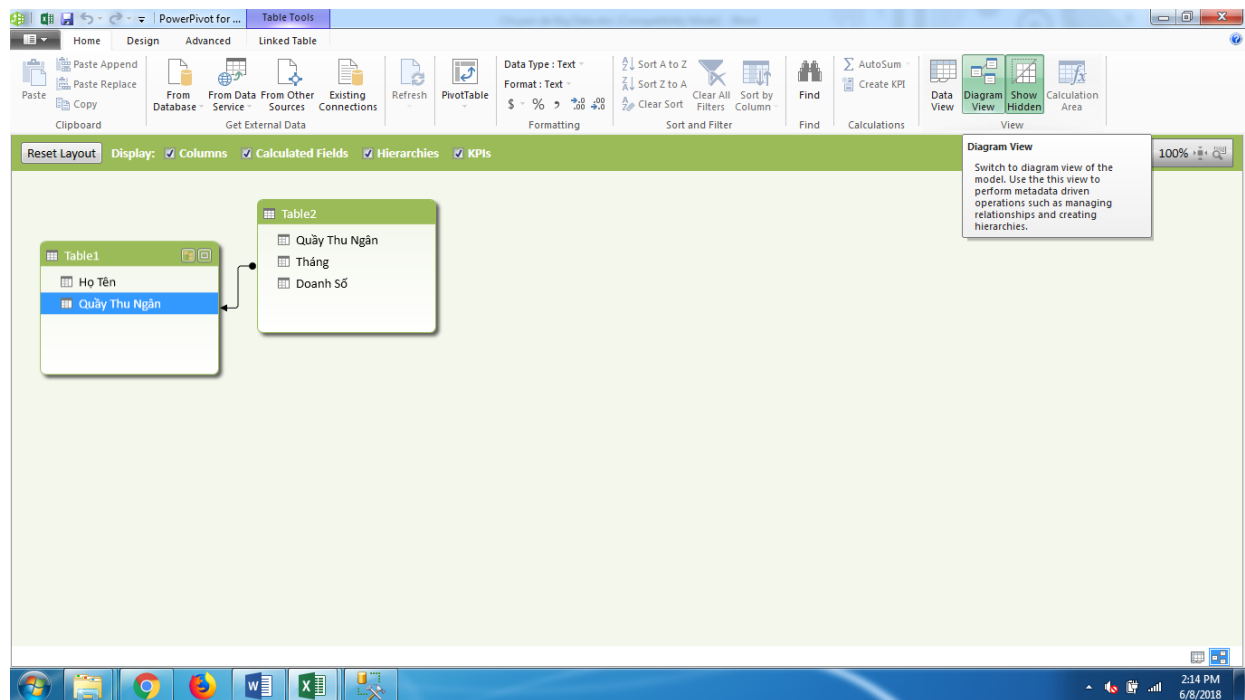 PowerPivot for ... Table Tools
Home Design Advanced Linked Table
Paste
Paste Append
Paste Replace
Copy
Clipboard
From Database
From Data Service
From Other Sources
Existing Connections
Get External Data
Refresh
PivotTable
Data Type : Text
Format : Text
$ % , .00 .00
Formatting
Sort A to Z
Sort Z to A
Clear Sort
Clear All Filters
Sort by Column
Sort and Filter
Find
Find
AutoSum
Create KPI
Calculations
Data View
Diagram View
Show Hidden
Calculation Area
View
Reset Layout Display: Columns Calculated Fields Hierarchies KPIs
100%
Diagram View
Switch to diagram view of the
model. Use the this view to
perform metadata driven
operations such as managing
relationships and creating
hierarchies.
Table1
Họ Tên
Quầy Thu Ngân
Table2
Quầy Thu Ngân
Tháng
Doanh Số
2:14 PM
6/8/2018